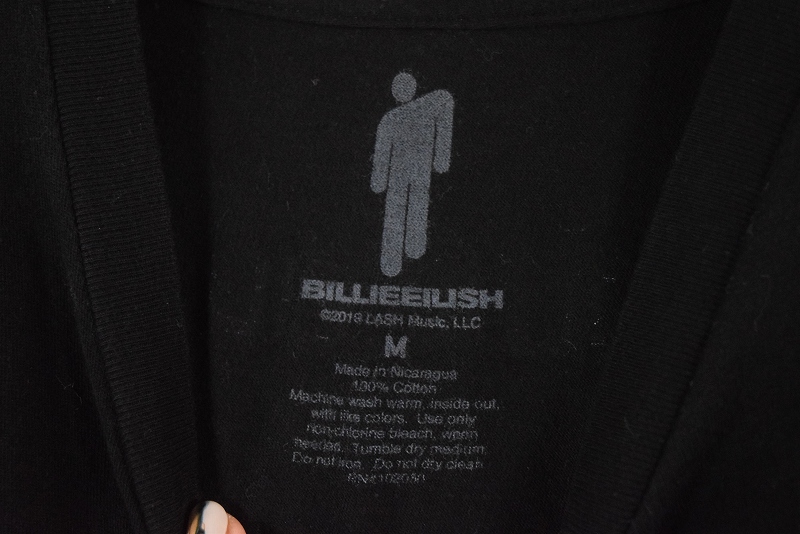 BILLIEEILISH
©2019 LASH Music, LLC
M
Made in Nicaragua
100% Cotton
Machine wash warm, inside out,
with like colors. Use only
non-chlorine bleach, when
needed. Tumble dry medium.
Do not iron. Do not dry clean